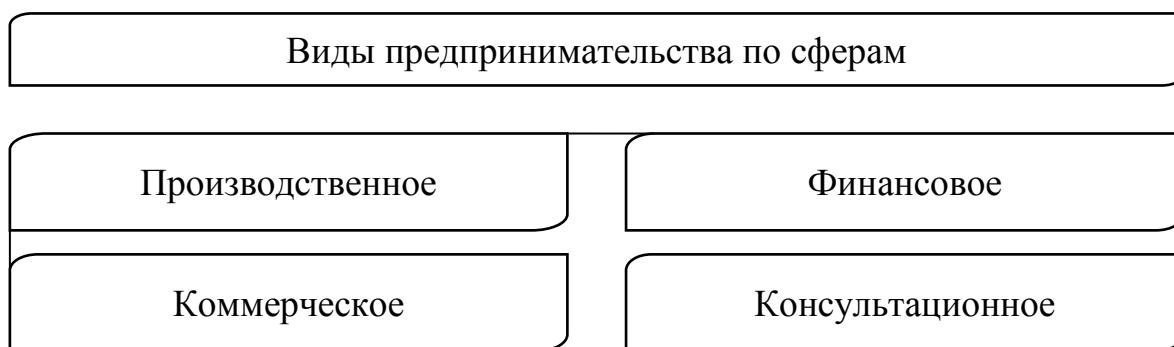 Виды предпринимательства по сферам
Производственное
Финансовое
Коммерческое
Консультационное